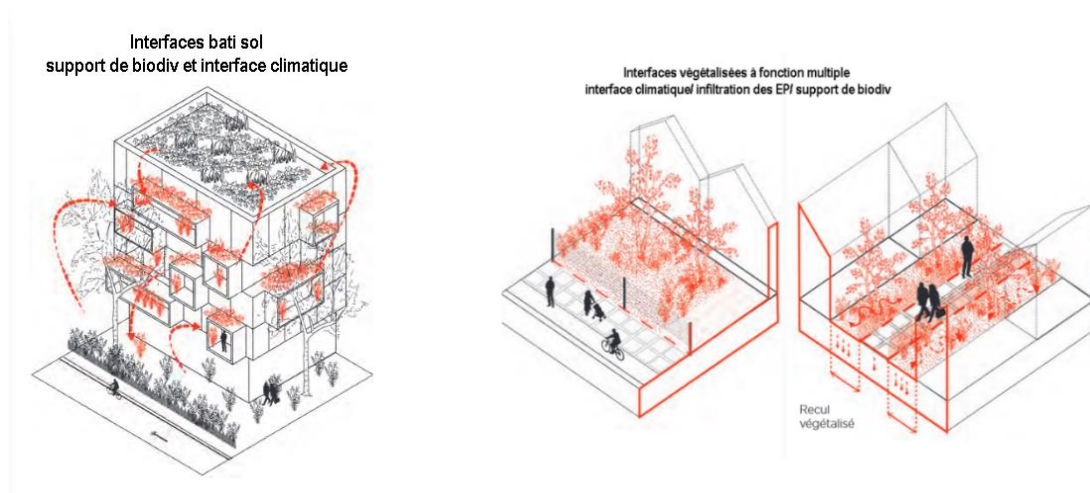 Interfaces bati sol
support de biodiv et interface climatique
Interfaces végétalisées à fonction multiple
interface climatique/ infiltration des EP/ support de biodiv
Recul
végétalisé